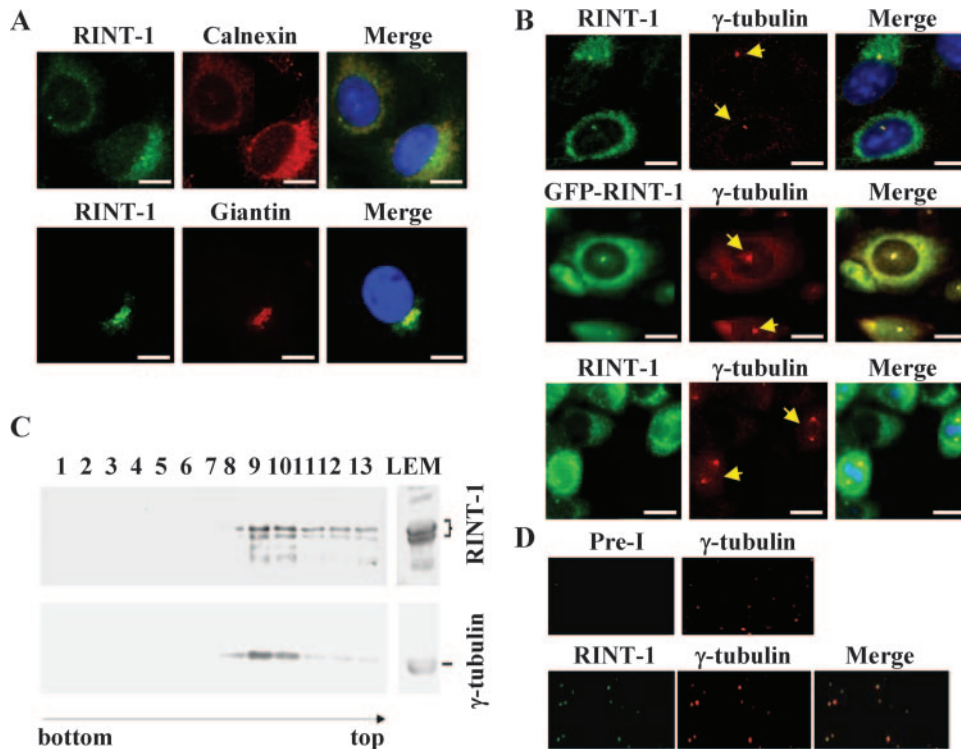 A
RINT-1 Calnexin Merge
RINT-1 Giantin Merge
B
RINT-1 γ-tubulin Merge
GFP-RINT-1 γ-tubulin Merge
RINT-1 γ-tubulin Merge
C
1 2 3 4 5 6 7 8 9 10 11 12 13 LEM
RINT-1
γ-tubulin
bottom top
D
Pre-I γ-tubulin
RINT-1 γ-tubulin Merge